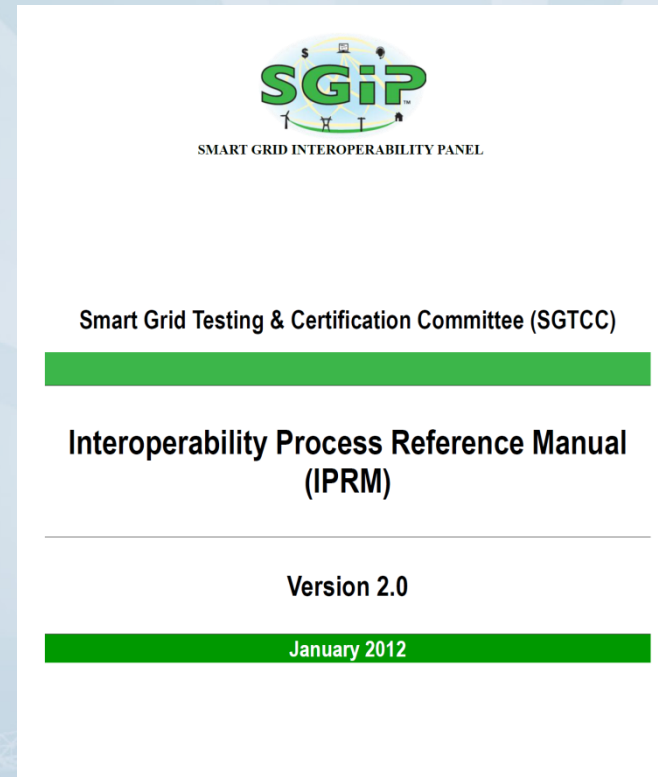 $
SGiP
TM
SMART GRID INTEROPERABILITY PANEL
Smart Grid Testing & Certification Committee (SGTCC)
Interoperability Process Reference Manual
(IPRM)
Version 2.0
January 2012